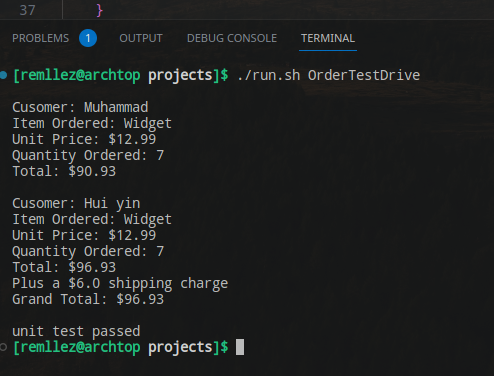 37 }
PROBLEMS 1 OUTPUT DEBUG CONSOLE TERMINAL
[remllez@archtop projects]$ ./run.sh OrderTestDrive
Cusomer: Muhammad
Item Ordered: Widget
Unit Price: $12.99
Quantity Ordered: 7
Total: $90.93
Cusomer: Hui yin
Item Ordered: Widget
Unit Price: $12.99
Quantity Ordered: 7
Total: $96.93
Plus a $6.0 shipping charge
Grand Total: $96.93
unit test passed
[remllez@archtop projects]$